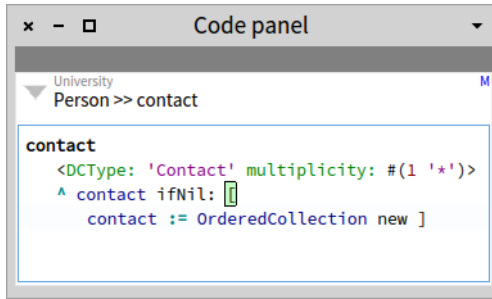 Code panel
University
M
Person >> contact
contact
<DCType: 'Contact' multiplicity: #(1 '*')>
^ contact ifNil: [
contact := OrderedCollection new ]